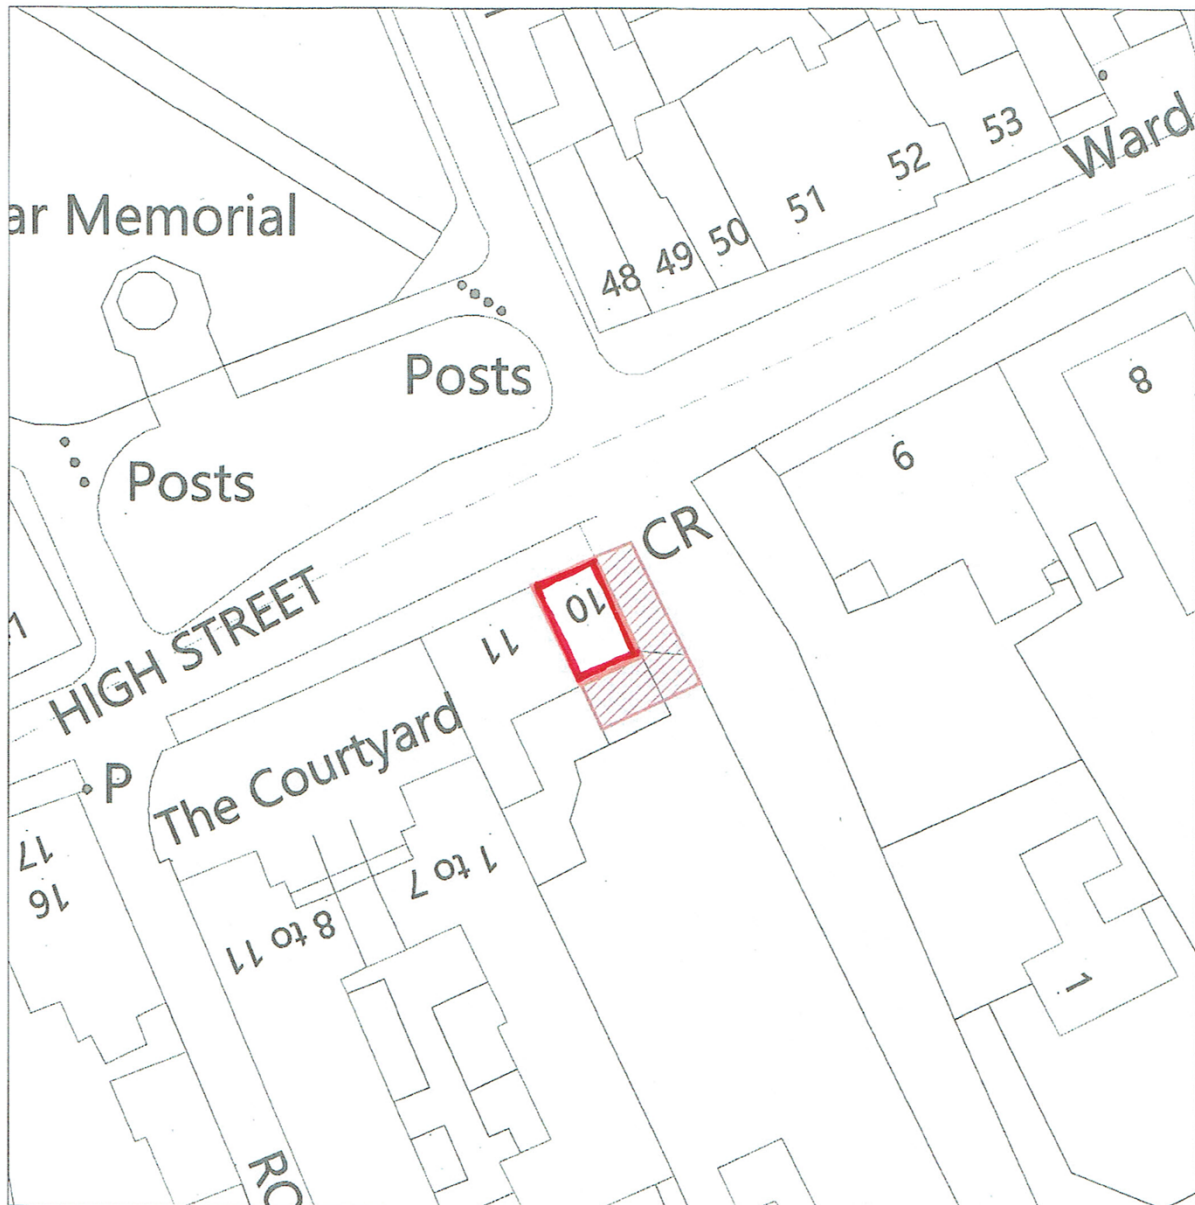 Ward
53
52
51
50
49
48
ar Memorial
Posts
8
6
Posts
CR
10
HIGH STREET
11
The Courtyard
P
17
16
1 to 7
8 to 11
1
RO